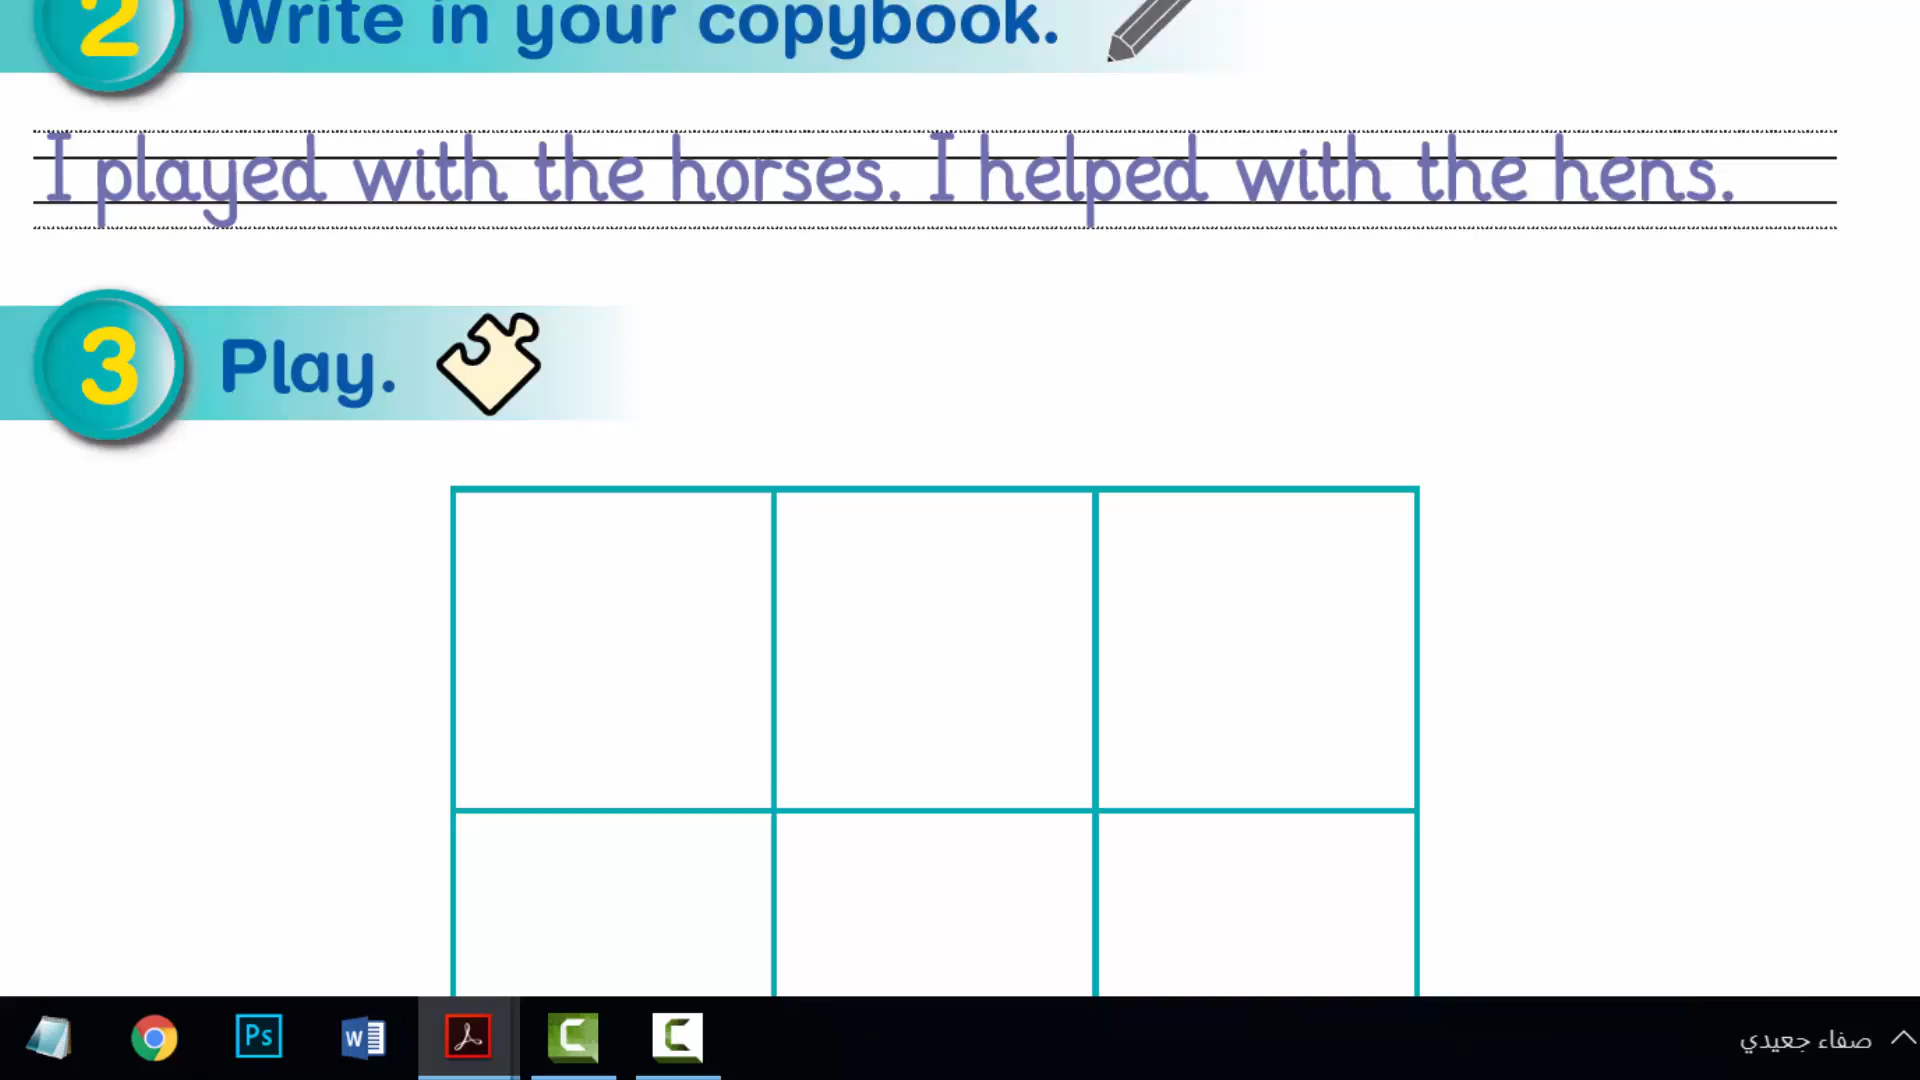 2 Write in your copybook.
I played with the horses. I helped with the hens.
3 Play.
Ps W
صفاء جعيدي